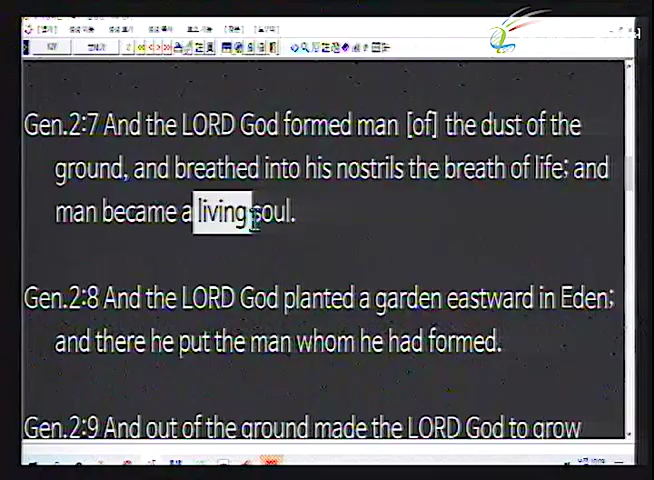 Gen.2:7 And the LORD God formed man [of] the dust of the
ground, and breathed into his nostrils the breath of life; and
man became a living soul.
Gen.2:8 And the LORD God planted a garden eastward in Eden;
and there he put the man whom he had formed.
Gen.2:9 And out of the ground made the LORD God to grow